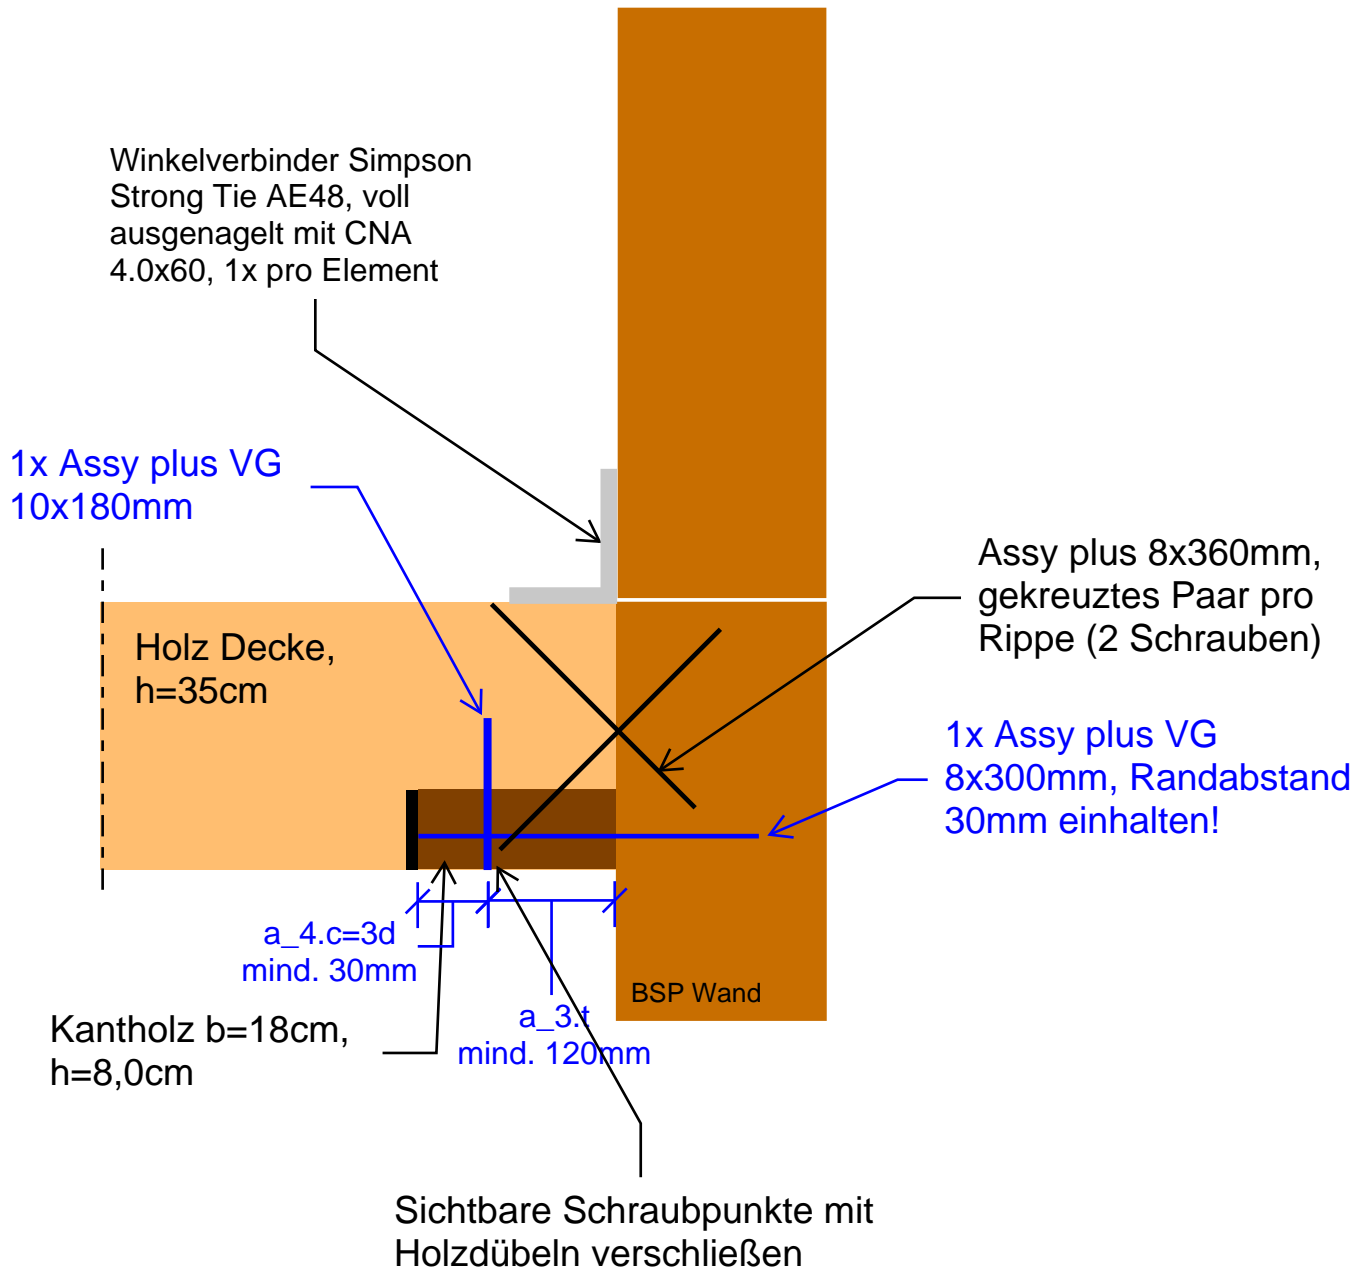 Winkelverbinder Simpson
Strong Tie AE48, voll
ausgenagelt mit CNA
4.0x60, 1x pro Element
1x Assy plus VG
10x180mm
Assy plus 8x360mm,
gekreuztes Paar pro
Rippe (2 Schrauben)
Holz Decke,
h=35cm
1x Assy plus VG
8x300mm, Randabstand
30mm einhalten!
a_4.c=3d
mind. 30mm
BSP Wand
a_3.t
mind. 120mm
Kantholz b=18cm,
h=8,0cm
Sichtbare Schraubpunkte mit
Holzdübeln verschließen